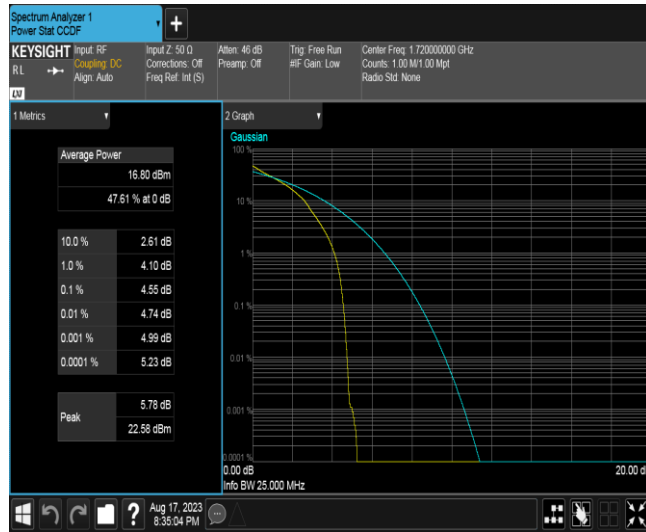 Spectrum Analyzer 1
Power Stat CCDF
KEYSIGHT
RL
LXI
Input: RF
Coupling: DC
Align: Auto
Input Z: 50 Ω
Corrections: Off
Freq Ref: Int (S)
Atten: 46 dB
Preamp: Off
Trig: Free Run
#IF Gain: Low
Center Freq: 1.720000000 GHz
Counts: 1.00 M/1.00 Mpt
Radio Std: None
1 Metrics
Average Power
16.80 dBm
47.61 % at 0 dB
10.0 % 2.61 dB
1.0 % 4.10 dB
0.1 % 4.55 dB
0.01 % 4.74 dB
0.001 % 4.99 dB
0.0001 % 5.23 dB
Peak
5.78 dB
22.58 dBm
2 Graph
Gaussian
100 %
10 %
1 %
0.1 %
0.01 %
0.001 %
0.0001 %
0.00 dB 20.00 d
Info BW 25.000 MHz
?
Aug 17, 2023
8:35:04 PM